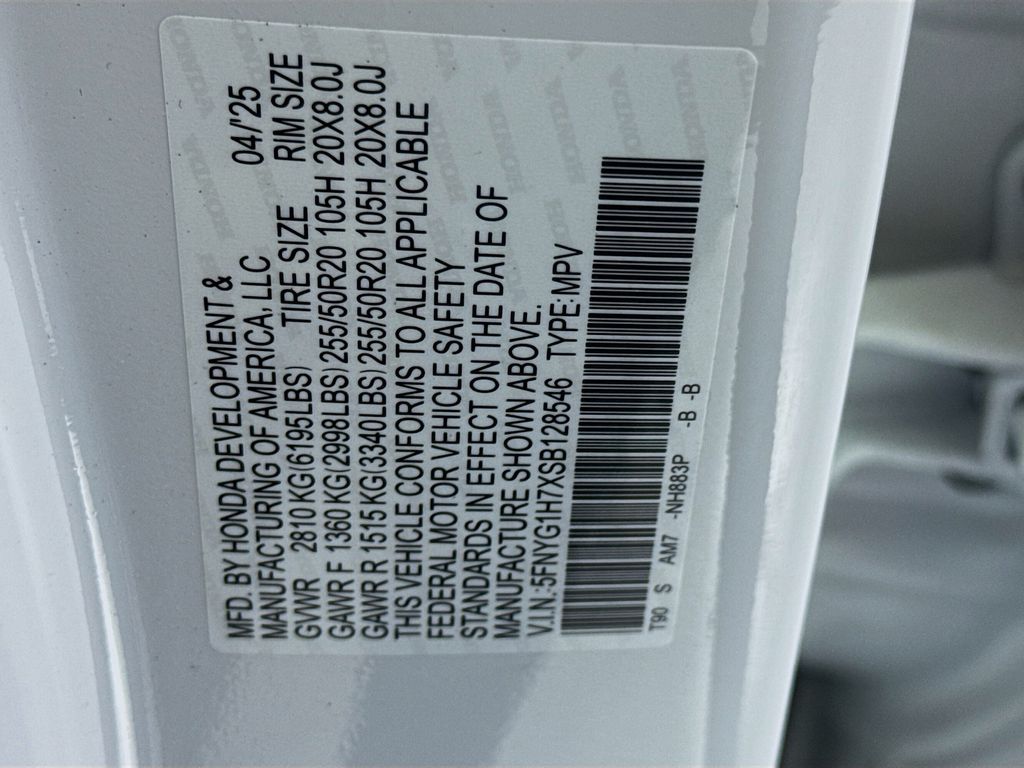 MFD. BY HONDA DEVELOPMENT &
MANUFACTURING OF AMERICA, LLC 04/'25
GVWR 2810 KG(6195LBS) TIRE SIZE RIM SIZE
GAWR F 1360 KG(2998LBS) 255/50R20 105H 20X8.0J
GAWR R 1515 KG(3340LBS) 255/50R20 105H 20X8.0J
THIS VEHICLE CONFORMS TO ALL APPLICABLE
FEDERAL MOTOR VEHICLE SAFETY
STANDARDS IN EFFECT ON THE DATE OF
MANUFACTURE SHOWN ABOVE.
V.I.N.:5FNYG1H7XSB128546 TYPE:MPV
T90 S AM7 -NH883P -B -B